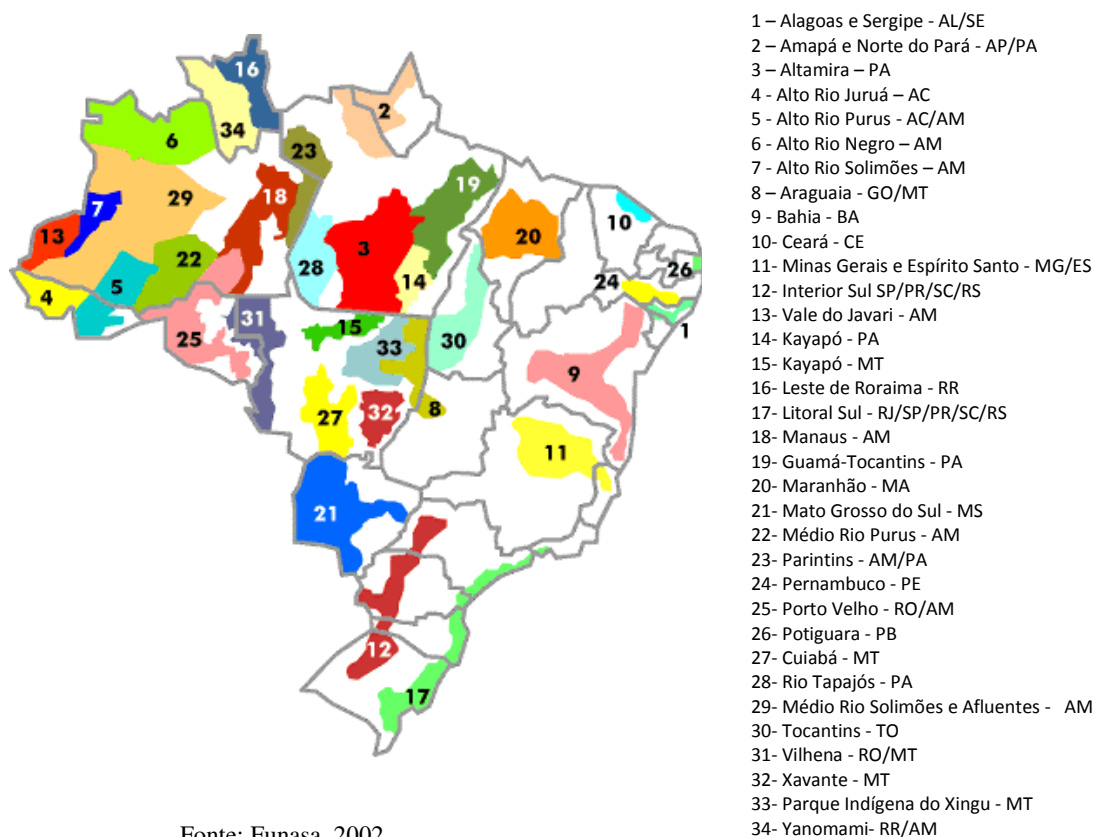 16
34
2
6
23
19
18
29
7
10
13
20
3
26
22
28
14
24
5
4
15
31
1
30
25
33
9
8
32
27
11
21
12
17
Fonte: Funasa, 2002
1 – Alagoas e Sergipe - AL/SE
2 – Amapá e Norte do Pará - AP/PA
3 – Altamira – PA
4 - Alto Rio Juruá – AC
5 - Alto Rio Purus - AC/AM
6 - Alto Rio Negro – AM
7 - Alto Rio Solimões – AM
8 – Araguaia - GO/MT
9 - Bahia - BA
10- Ceará - CE
11- Minas Gerais e Espírito Santo - MG/ES
12- Interior Sul SP/PR/SC/RS
13- Vale do Javari - AM
14- Kayapó - PA
15- Kayapó - MT
16- Leste de Roraima - RR
17- Litoral Sul - RJ/SP/PR/SC/RS
18- Manaus - AM
19- Guamá-Tocantins - PA
20- Maranhão - MA
21- Mato Grosso do Sul - MS
22- Médio Rio Purus - AM
23- Parintins - AM/PA
24- Pernambuco - PE
25- Porto Velho - RO/AM
26- Potiguara - PB
27- Cuiabá - MT
28- Rio Tapajós - PA
29- Médio Rio Solimões e Afluentes - AM
30- Tocantins - TO
31- Vilhena - RO/MT
32- Xavante - MT
33- Parque Indígena do Xingu - MT
34- Yanomami- RR/AM